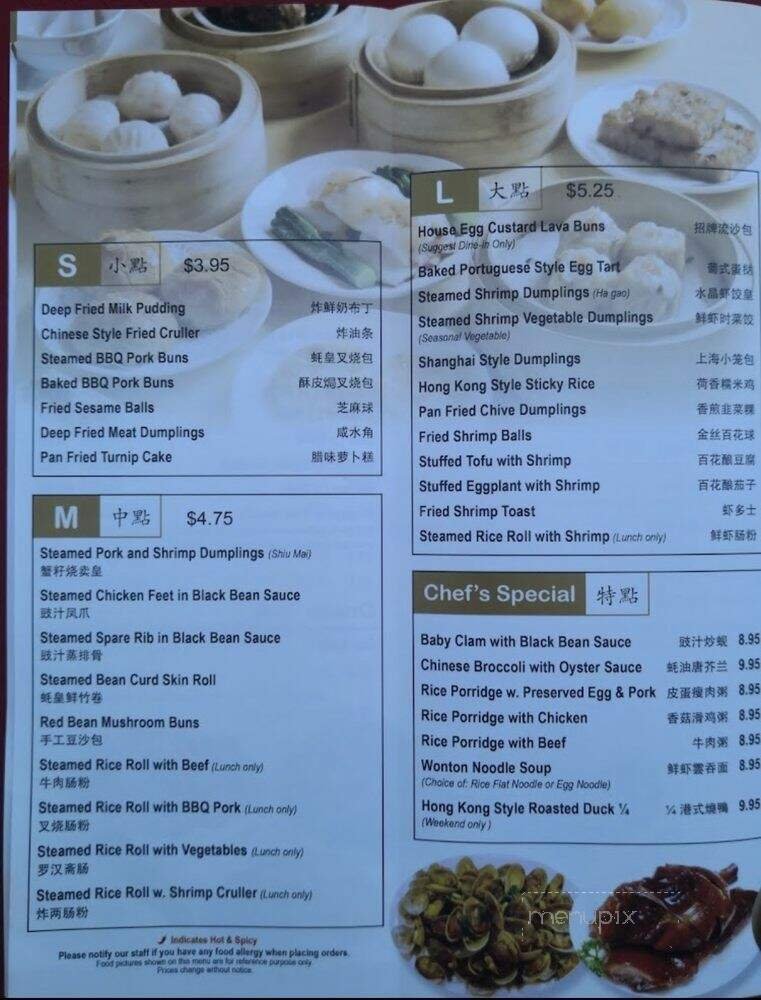 S 小點 $3.95
Deep Fried Milk Pudding 炸鮮奶布丁
Chinese Style Fried Cruller 炸油条
Steamed BBQ Pork Buns 蚝皇叉烧包
Baked BBQ Pork Buns 酥皮焗叉烧包
Fried Sesame Balls 芝麻球
Deep Fried Meat Dumplings 咸水角
Pan Fried Turnip Cake 腊味萝卜糕
M 中點 $4.75
Steamed Pork and Shrimp Dumplings (Shiu Mai)
蟹籽烧卖皇
Steamed Chicken Feet in Black Bean Sauce
豉汁凤爪
Steamed Spare Rib in Black Bean Sauce
豉汁蒸排骨
Steamed Bean Curd Skin Roll
蚝皇鲜竹卷
Red Bean Mushroom Buns
手工豆沙包
Steamed Rice Roll with Beef (Lunch only)
牛肉肠粉
Steamed Rice Roll with BBQ Pork (Lunch only)
叉烧肠粉
Steamed Rice Roll with Vegetables (Lunch only)
罗汉斋肠
Steamed Rice Roll w. Shrimp Cruller (Lunch only)
炸两肠粉
Indicates Hot & Spicy
Please notify our staff if you have any food allergy when placing orders.
Food pictures shown on this menu are for reference purpose only.
Prices change without notice.
L 大點 $5.25
House Egg Custard Lava Buns 招牌流沙包
(Suggest Dine-in Only)
Baked Portuguese Style Egg Tart 葡式蛋挞
Steamed Shrimp Dumplings (Ha gao) 水晶虾饺皇
Steamed Shrimp Vegetable Dumplings 鲜虾时菜饺
(Seasonal Vegetable)
Shanghai Style Dumplings 上海小笼包
Hong Kong Style Sticky Rice 荷香糯米鸡
Pan Fried Chive Dumplings 香煎韭菜粿
Fried Shrimp Balls 金丝百花球
Stuffed Tofu with Shrimp 百花酿豆腐
Stuffed Eggplant with Shrimp 百花酿茄子
Fried Shrimp Toast 虾多士
Steamed Rice Roll with Shrimp (Lunch only) 鲜虾肠粉
Chef's Special 特點
Baby Clam with Black Bean Sauce 豉汁炒蚬 8.95
Chinese Broccoli with Oyster Sauce 蚝油唐芥兰 9.95
Rice Porridge w. Preserved Egg & Pork 皮蛋瘦肉粥 8.95
Rice Porridge with Chicken 香菇滑鸡粥 8.95
Rice Porridge with Beef 牛肉粥 8.95
Wonton Noodle Soup 鲜虾雲吞面 8.95
(Choice of: Rice Flat Noodle or Egg Noodle)
Hong Kong Style Roasted Duck ¼ ¼ 港式燒鴨 9.95
(Weekend only)
menupix